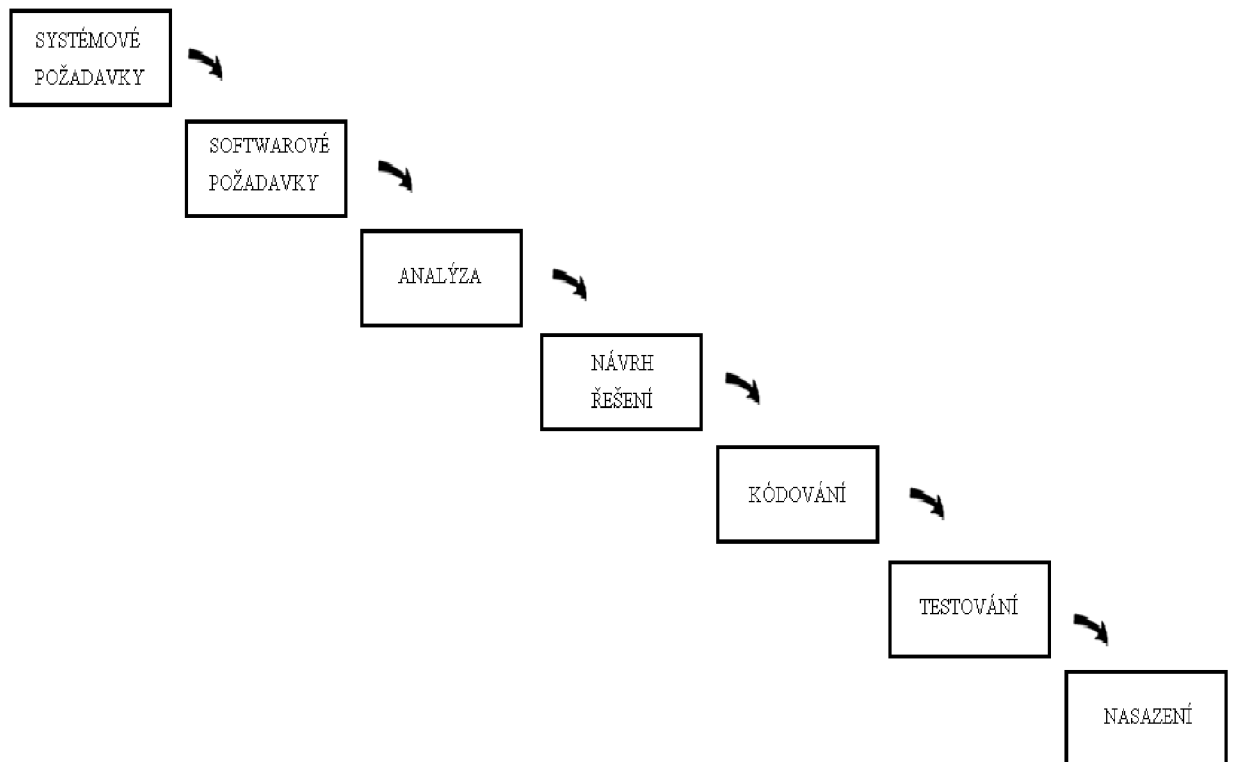 SYSTÉMOVÉ
POŽADAVKY
SOFTWAROVÉ
POŽADAVKY
ANALÝZA
NÁVRH
ŘEŠENÍ
KÓDOVÁNÍ
TESTOVÁNÍ
NASAZENÍ